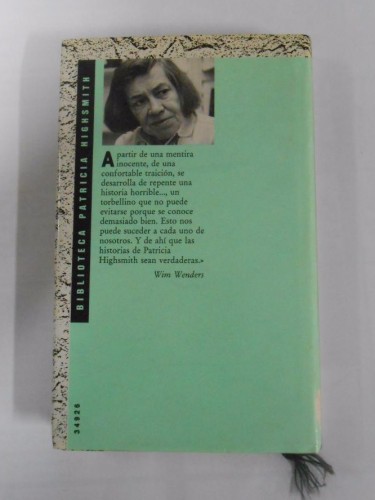 BIBLIOTECA PATRICIA HIGHSMITH
A partir de una mentira
inocente, de una
confortable traición, se
desarrolla de repente una
historia horrible..., un
torbellino que no puede
evitarse porque se conoce
demasiado bien. Esto nos
puede suceder a cada uno de
nosotros. Y de ahí que las
historias de Patricia
Highsmith sean verdaderas.»
Wim Wenders
34926